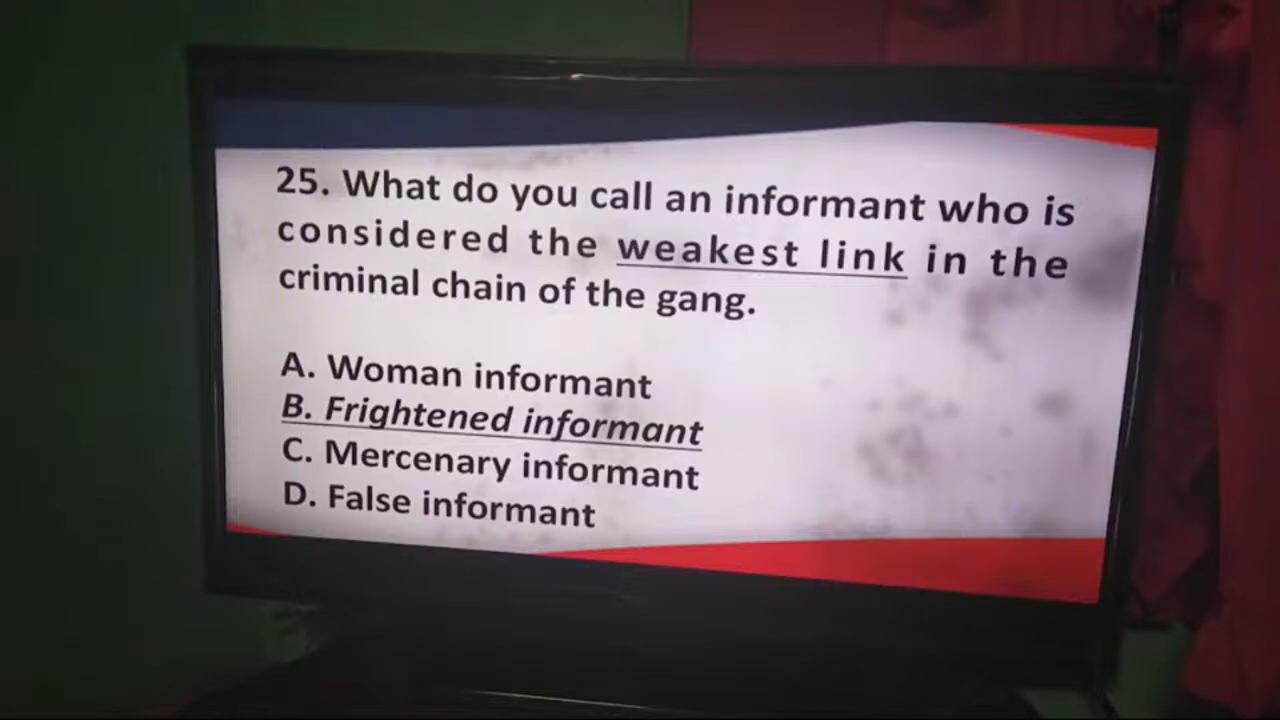 25. What do you call an informant who is
considered the weakest link in the
criminal chain of the gang.
A. Woman informant
B. Frightened informant
C. Mercenary informant
D. False informant